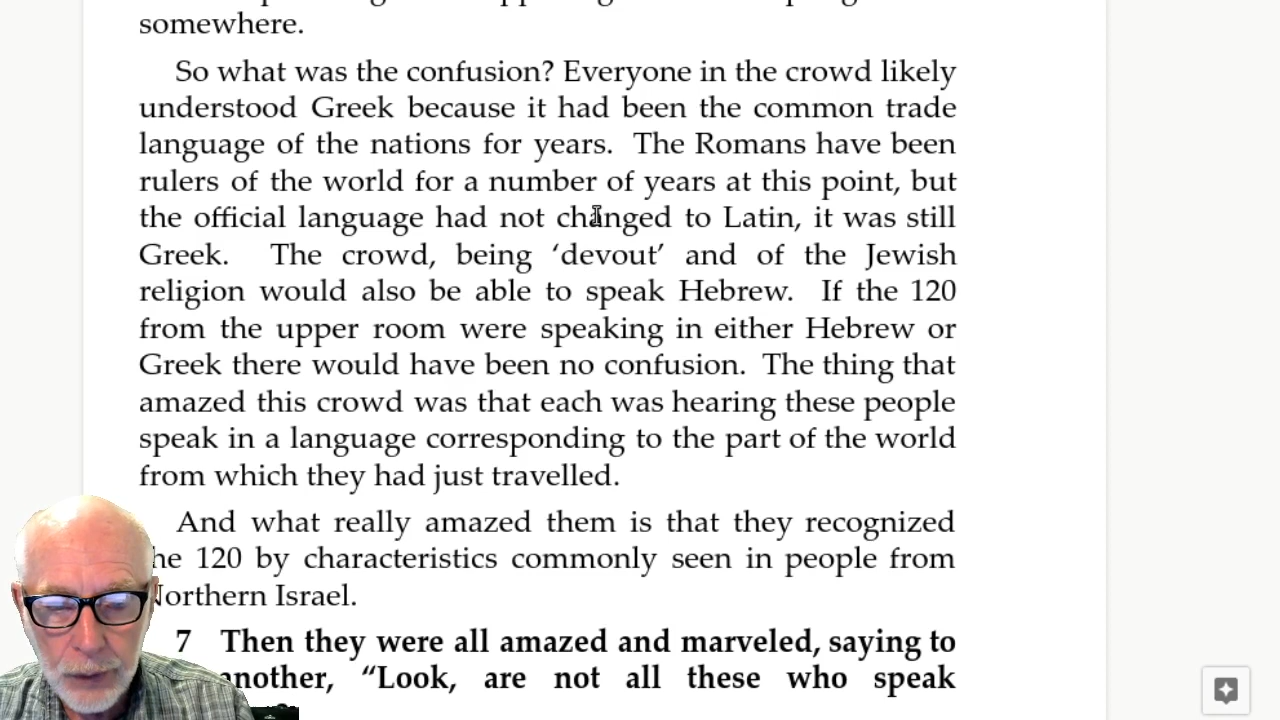 somewhere.
So what was the confusion? Everyone in the crowd likely
understood Greek because it had been the common trade
language of the nations for years. The Romans have been
rulers of the world for a number of years at this point, but
the official language had not changed to Latin, it was still
Greek. The crowd, being ‘devout’ and of the Jewish
religion would also be able to speak Hebrew. If the 120
from the upper room were speaking in either Hebrew or
Greek there would have been no confusion. The thing that
amazed this crowd was that each was hearing these people
speak in a language corresponding to the part of the world
from which they had just travelled.
And what really amazed them is that they recognized
he 120 by characteristics commonly seen in people from
Northern Israel.
7 Then they were all amazed and marveled, saying to
another, “Look, are not all these who speak